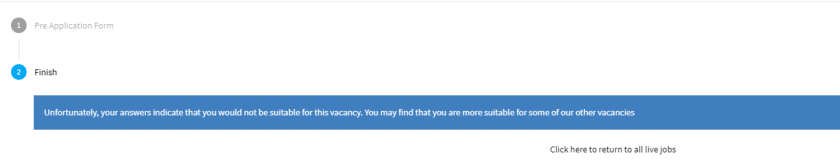 1 Pre Application Form
2 Finish
Unfortunately, your answers indicate that you would not be suitable for this vacancy. You may find that you are more suitable for some of our other vacancies
Click here to return to all live jobs